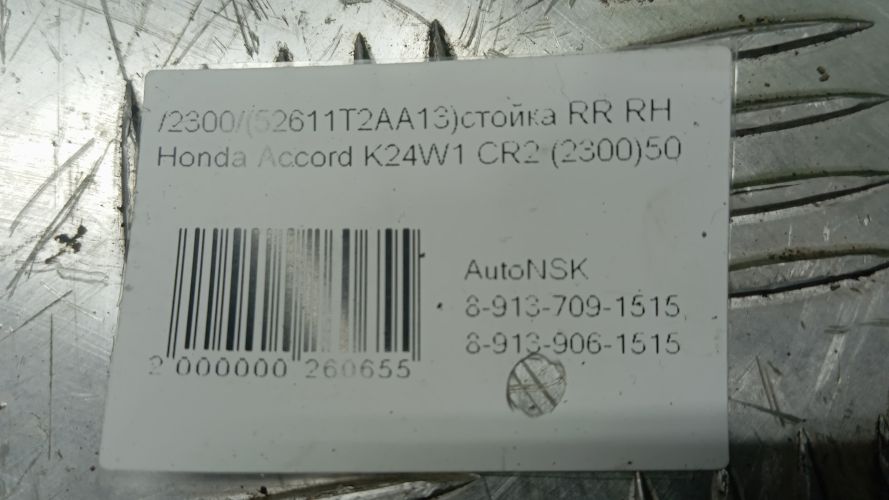 /2300/(52611T2AA13)стойка RR RH
Honda Accord K24W1 CR2 (2300)50
AutoNSK
8-913-709-1515
8-913-906-1515
2 000000 260655